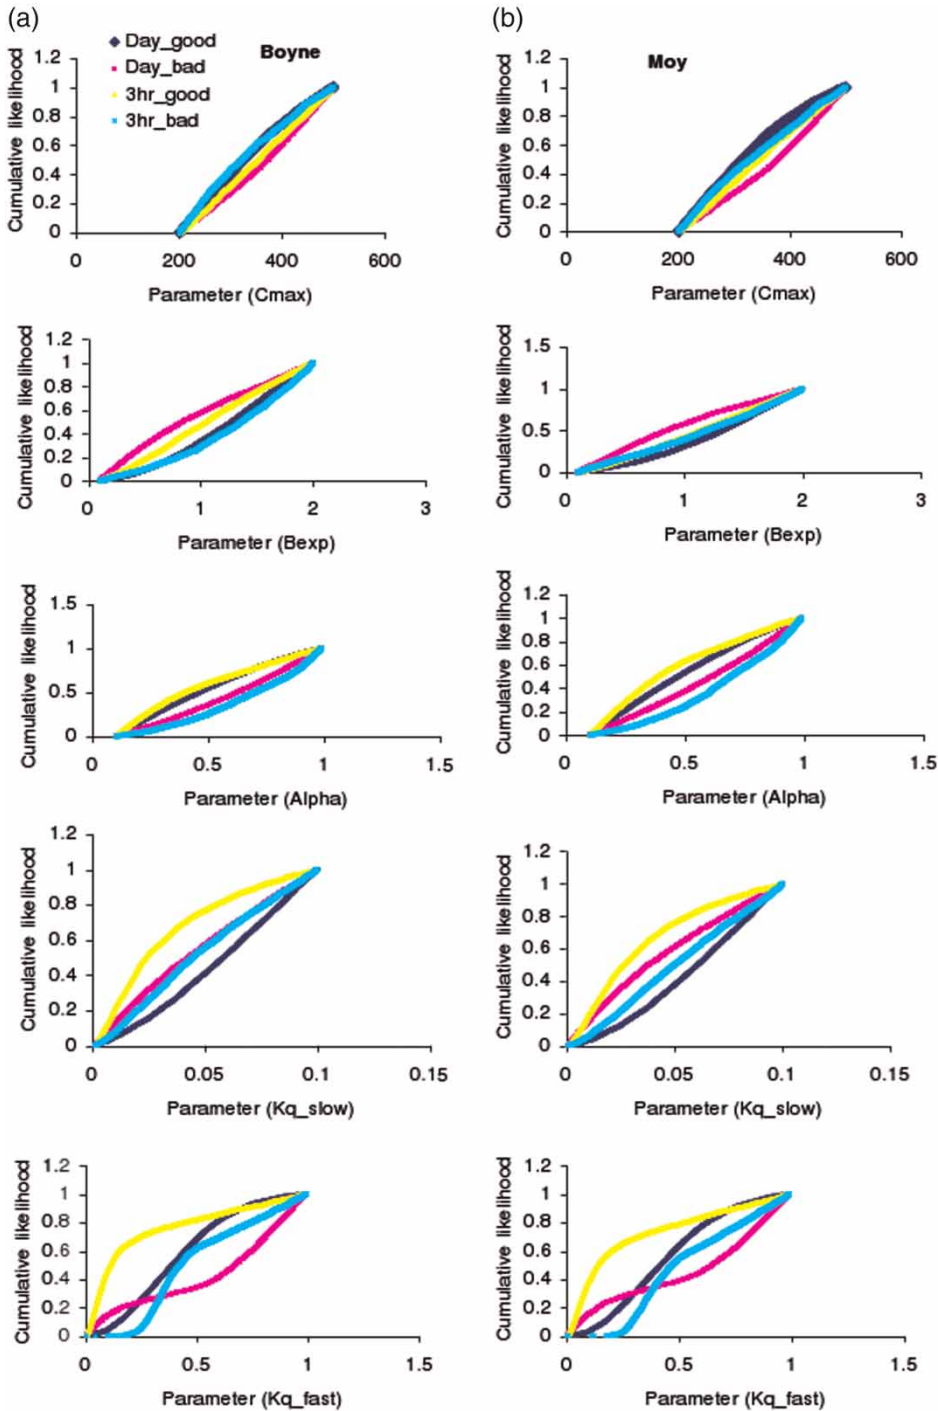 (a)
Day_good
Day_bad
3hr_good
3hr_bad
Boyne
Cumulative likelihood
1.2
1
0.8
0.6
0.4
0.2
0
0 200 400 600
Parameter (Cmax)
(b)
Moy
Cumulative likelihood
1.2
1
0.8
0.6
0.4
0.2
0
0 200 400 600
Parameter (Cmax)
Cumulative likelihood
1.2
1
0.8
0.6
0.4
0.2
0
0 1 2 3
Parameter (Bexp)
Cumulative likelihood
1.5
1
0.5
0
0 1 2 3
Parameter (Bexp)
Cumulative likelihood
1.5
1
0.5
0
0 0.5 1 1.5
Parameter (Alpha)
Cumulative likelihood
1.2
1
0.8
0.6
0.4
0.2
0
0 0.5 1 1.5
Parameter (Alpha)
Cumulative likelihood
1.2
1
0.8
0.6
0.4
0.2
0
0 0.05 0.1 0.15
Parameter (Kq_slow)
Cumulative likelihood
1.2
1
0.8
0.6
0.4
0.2
0
0 0.05 0.1 0.15
Parameter (Kq_slow)
Cumulative likelihood
1.2
1
0.8
0.6
0.4
0.2
0
0 0.5 1 1.5
Parameter (Kq_fast)
Cumulative likelihood
1.2
1
0.8
0.6
0.4
0.2
0
0 0.5 1 1.5
Parameter (Kq_fast)